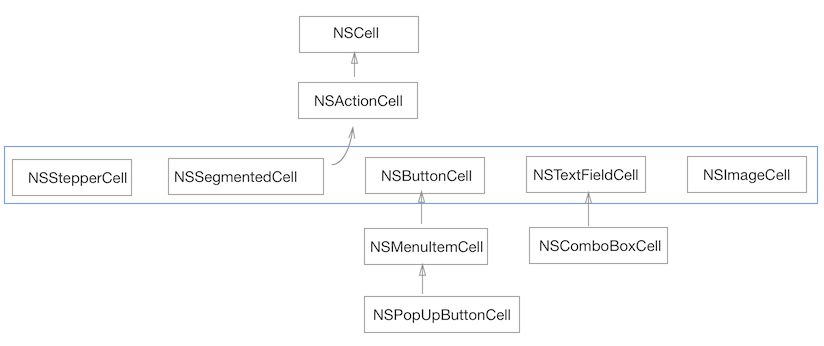 NSCell
NSActionCell
NSStepperCell
NSSegmentedCell
NSButtonCell
NSTextFieldCell
NSImageCell
NSMenuItemCell
NSComboBoxCell
NSPopUpButtonCell